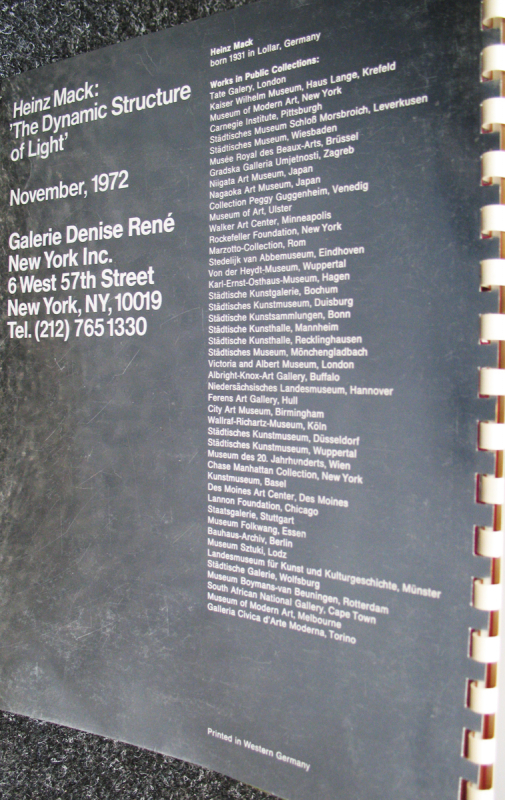 Heinz Mack:
'The Dynamic Structure
of Light'
November, 1972
Galerie Denise René
New York Inc.
6 West 57th Street
New York, NY, 10019
Tel. (212) 765 1330
Heinz Mack
born 1931 in Lollar, Germany
Works in Public Collections:
Tate Galery, London
Kaiser Wilhelm Museum, Haus Lange, Krefeld
Museum of Modern Art, New York
Carnegie Institute, Pittsburgh
Städtisches Museum Schloß Morsbroich, Leverkusen
Städtisches Museum, Wiesbaden
Musée Royal des Beaux-Arts, Brüssel
Gradska Galleria Umjetnosti, Zagreb
Niigata Art Museum, Japan
Nagaoka Art Museum, Japan
Collection Peggy Guggenheim, Venedig
Museum of Art, Ulster
Walker Art Center, Minneapolis
Rockefeller Foundation, New York
Marzotto-Collection, Rom
Stedelijk van Abbemuseum, Eindhoven
Von der Heydt-Museum, Wuppertal
Karl-Ernst-Osthaus-Museum, Hagen
Städtische Kunstgalerie, Bochum
Städtisches Kunstmuseum, Duisburg
Städtische Kunstsammlungen, Bonn
Städtische Kunsthalle, Mannheim
Städtische Kunsthalle, Recklinghausen
Städtisches Museum, Mönchengladbach
Victoria and Albert Museum, London
Albright-Knox-Art Gallery, Buffalo
Niedersächsisches Landesmuseum, Hannover
Ferens Art Gallery, Hull
City Art Museum, Birmingham
Wallraf-Richartz-Museum, Köln
Städtisches Kunstmuseum, Düsseldorf
Städtisches Kunstmuseum, Wuppertal
Museum des 20. Jahrhunderts, Wien
Chase Manhattan Collection, New York
Kunstmuseum, Basel
Des Moines Art Center, Des Moines
Lannon Foundation, Chicago
Staatsgalerie, Stuttgart
Museum Folkwang, Essen
Bauhaus-Archiv, Berlin
Museum Sztuki, Lodz
Landesmuseum für Kunst und Kulturgeschichte, Münster
Städtische Galerie, Wolfsburg
Museum Boymans-van Beuningen, Rotterdam
South African National Gallery, Cape Town
Museum of Modern Art, Melbourne
Galleria Civica d'Arte Moderna, Torino
Printed in Western Germany